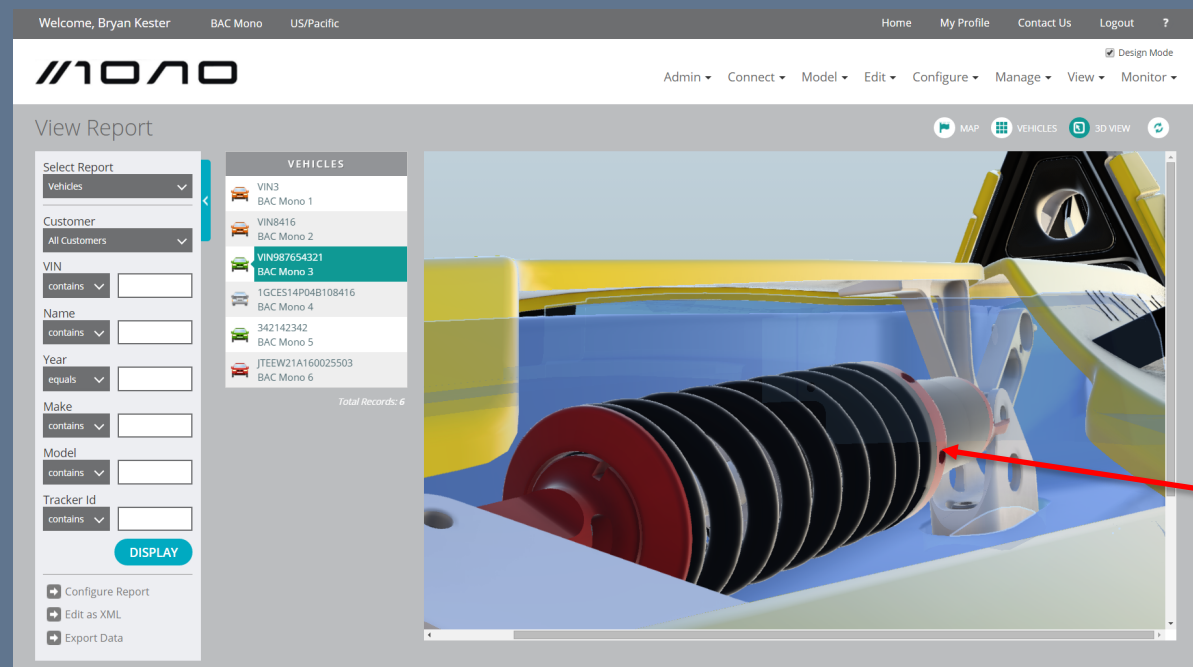 Welcome, Bryan Kester BAC Mono US/Pacific Home My Profile Contact Us Logout ?
Design Mode
MONO
Admin Connect Model Edit Configure Manage View Monitor
View Report
MAP VEHICLES 3D VIEW
Select Report
Vehicles
Customer
All Customers
VIN
contains
Name
contains
Year
equals
Make
contains
Model
contains
Tracker Id
contains
DISPLAY
Configure Report
Edit as XML
Export Data
VEHICLES
VIN3
BAC Mono 1
VIN8416
BAC Mono 2
VIN987654321
BAC Mono 3
1GCES14P04B108416
BAC Mono 4
342142342
BAC Mono 5
JTEEW21A160025503
BAC Mono 6
Total Records: 6